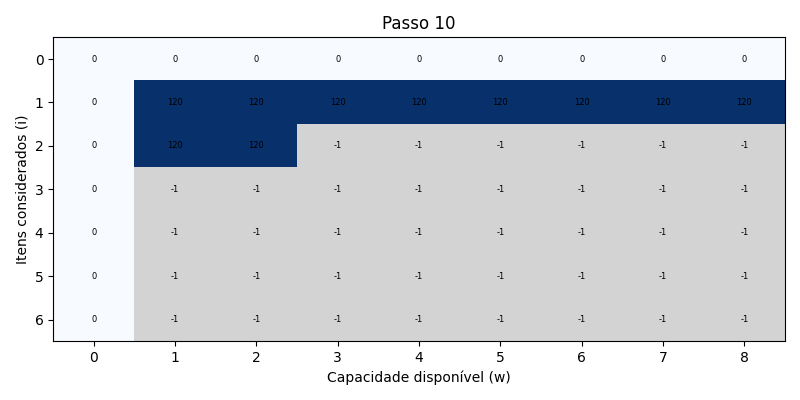 Passo 10
Itens considerados (i)
0 0 0 0 0 0 0 0 0 0
1 0 120 120 120 120 120 120 120 120
2 0 120 120 -1 -1 -1 -1 -1 -1
3 0 -1 -1 -1 -1 -1 -1 -1 -1
4 0 -1 -1 -1 -1 -1 -1 -1 -1
5 0 -1 -1 -1 -1 -1 -1 -1 -1
6 0 -1 -1 -1 -1 -1 -1 -1 -1
0 1 2 3 4 5 6 7 8
Capacidade disponível (w)